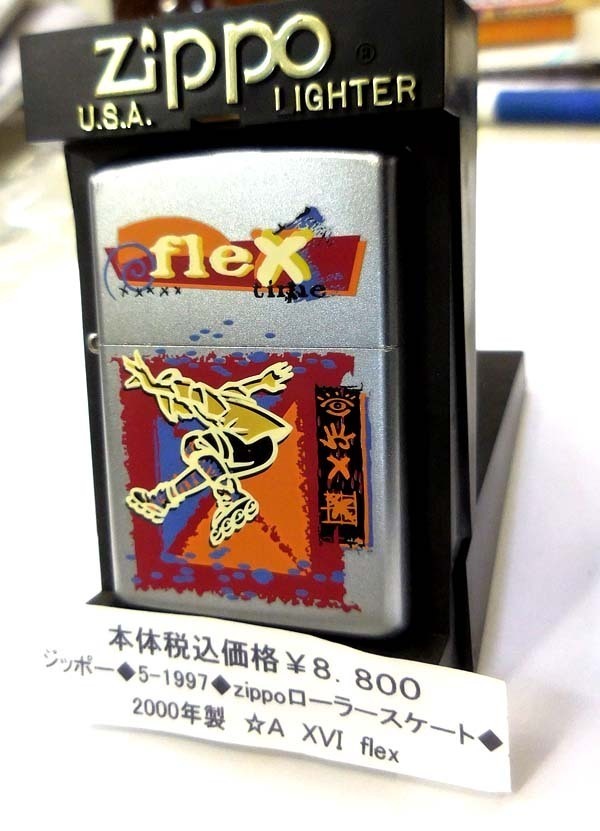 zippo®
U.S.A. LIGHTER
flex
xxxxx time
本体税込価格￥8. 800
ジッポー◆5-1997◆zippoローラースケート◆
2000年製 ☆A XVI flex